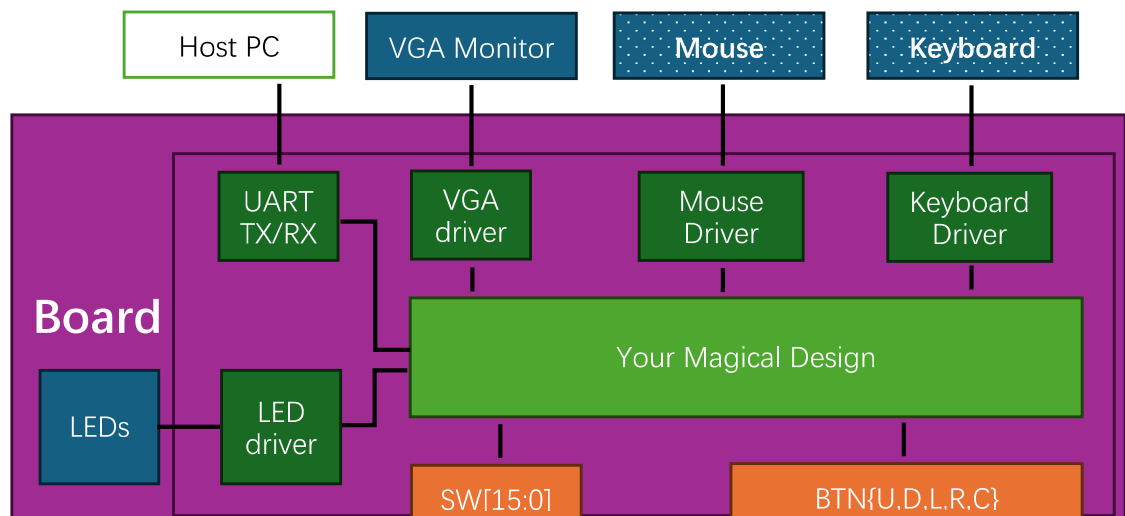 Host PC
VGA Monitor
Mouse
Keyboard
UART
TX/RX
VGA
driver
Mouse
Driver
Keyboard
Driver
Board
Your Magical Design
LEDs
LED
driver
SW[15:0]
BTN{U,D,L,R,C}